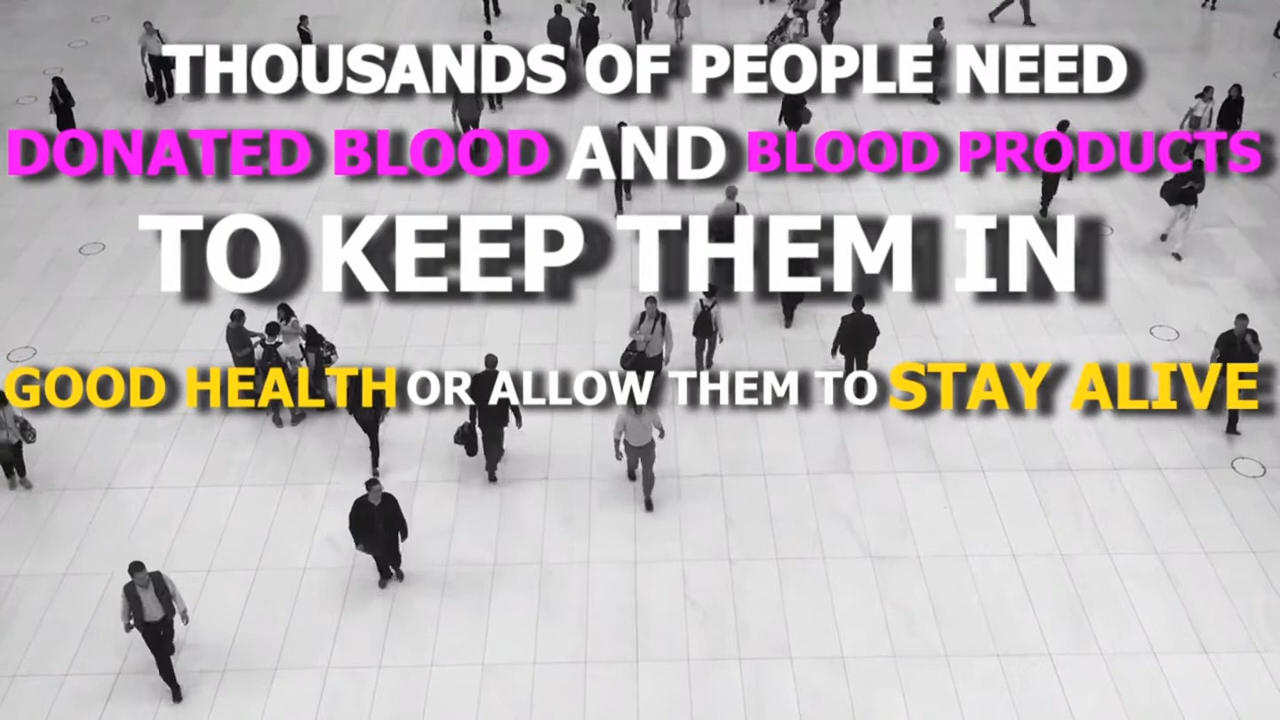 THOUSANDS OF PEOPLE NEED
DONATED BLOOD AND BLOOD PRODUCTS
TO KEEP THEM IN
GOOD HEALTH OR ALLOW THEM TO STAY ALIVE